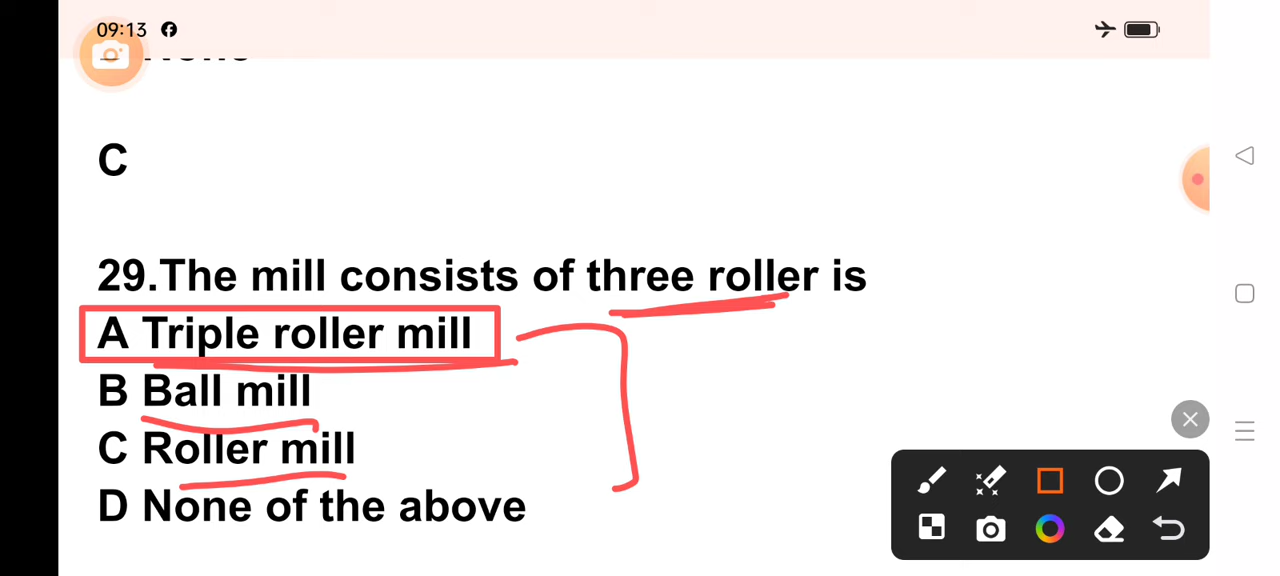 09:13
C
29.The mill consists of three roller is
A Triple roller mill
B Ball mill
C Roller mill
D None of the above